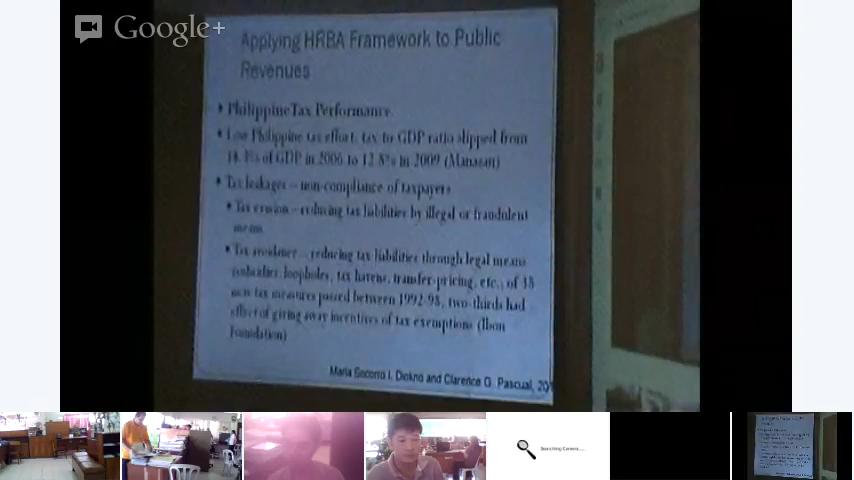 Google+
Applying HRBA Framework to Public
Revenues
Philippine Tax Performance
Low Philippine tax effort, tax to GDP ratio slipped from
of GDP in 2006 to 12.8% in 2009 (Manasan)
Tax leakages – non-compliance of taxpayers
Tax evasion – reducing tax liabilities by illegal or fraudulent
means
Tax avoidance – reducing tax liabilities through legal means
subsidies, loopholes, tax havens, transfer-pricing, etc., of
new tax measures passed between 1992-98, two-thirds had
effect of giving away incentives of tax exemptions (Ibon
Foundation)
Maria Socorro I. Diokno and Clarence G. Pascual, 20
Searching Camera....